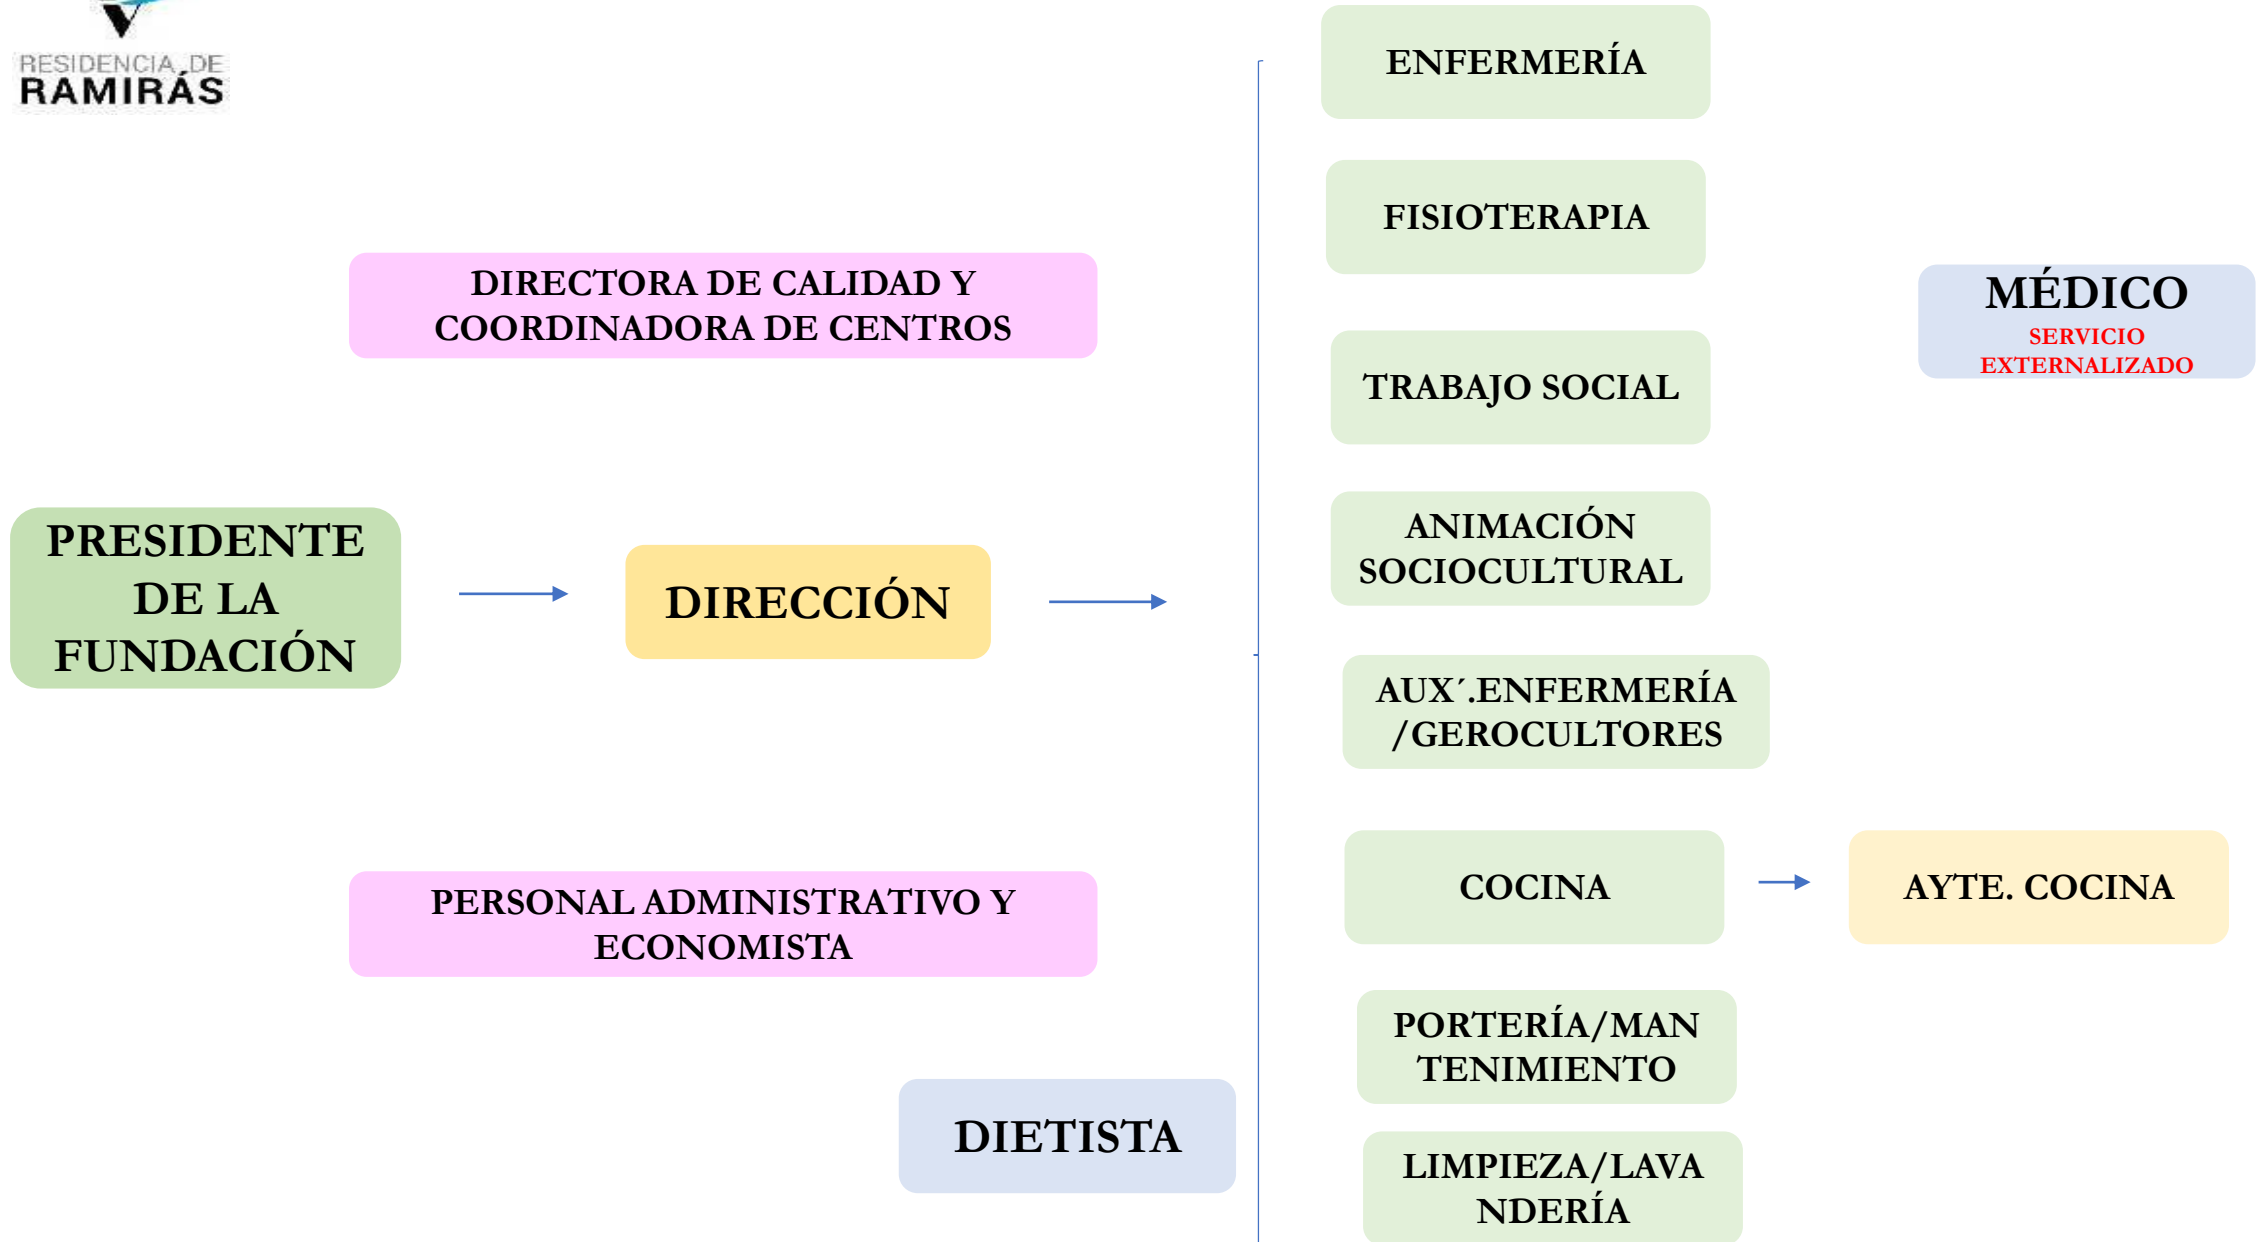 RESIDENCIA DE
RAMIRÁS
ENFERMERÍA
FISIOTERAPIA
DIRECTORA DE CALIDAD Y
COORDINADORA DE CENTROS
MÉDICO
SERVICIO
EXTERNALIZADO
TRABAJO SOCIAL
PRESIDENTE
DE LA
FUNDACIÓN
DIRECCIÓN
ANIMACIÓN
SOCIOCULTURAL
AUX´.ENFERMERÍA
/GEROCULTORES
COCINA
AYTE. COCINA
PERSONAL ADMINISTRATIVO Y
ECONOMISTA
PORTERÍA/MAN
TENIMIENTO
DIETISTA
LIMPIEZA/LAVA
NDERÍA